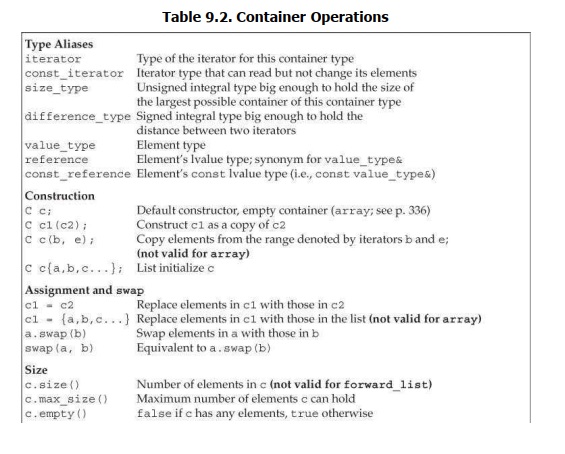 Table 9.2. Container Operations
Type Aliases
iterator Type of the iterator for this container type
const_iterator Iterator type that can read but not change its elements
size_type Unsigned integral type big enough to hold the size of
the largest possible container of this container type
difference_type Signed integral type big enough to hold the
distance between two iterators
value_type Element type
reference Element's lvalue type; synonym for value_type&
const_reference Element's const lvalue type (i.e., const value_type&)
Construction
C c; Default constructor, empty container (array; see p. 336)
C c1(c2); Construct c1 as a copy of c2
C c(b, e); Copy elements from the range denoted by iterators b and e;
(not valid for array)
C c{a,b,c...}; List initialize c
Assignment and swap
c1 = c2 Replace elements in c1 with those in c2
c1 = {a,b,c...} Replace elements in c1 with those in the list (not valid for array)
a.swap(b) Swap elements in a with those in b
swap(a, b) Equivalent to a.swap(b)
Size
c.size() Number of elements in c (not valid for forward_list)
c.max_size() Maximum number of elements c can hold
c.empty() false if c has any elements, true otherwise